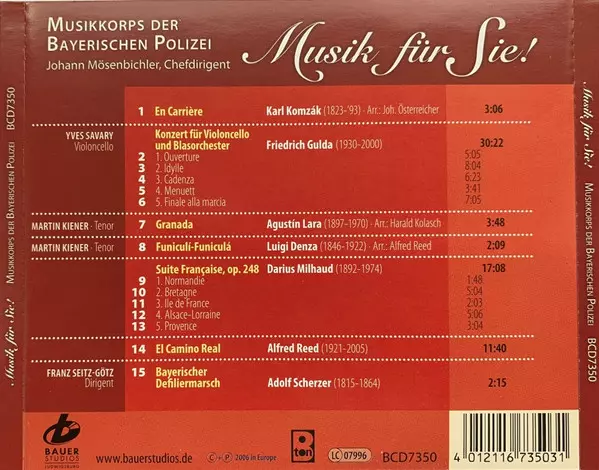 MUSIKKORPS DER
BAYERISCHEN POLIZEI
Johann Mösenbichler, Chefdirigent
Musik für Sie!
1 En Carrière Karl Komzák (1823-'93) · Arr.: Joh. Österreicher 3:06
YVES SAVARY Konzert für Violoncello
Violoncello und Blasorchester Friedrich Gulda (1930-2000) 30:22
2 1. Ouverture 5:05
3 2. Idylle 8:04
4 3. Cadenza 6:23
5 4. Menuett 3:41
6 5. Finale alla marcia 7:05
MARTIN KIENER · Tenor 7 Granada Agustín Lara (1897-1970) · Arr.: Harald Kolasch 3:48
MARTIN KIENER · Tenor 8 Funiculí-Funiculá Luigi Denza (1846-1922) · Arr.: Alfred Reed 2:09
Suite Française, op. 248 Darius Milhaud (1892-1974) 17:08
9 1. Normandie 1:48
10 2. Bretagne 5:04
11 3. Ile de France 2:03
12 4. Alsace-Lorraine 5:06
13 5. Provence 3:04
14 El Camino Real Alfred Reed (1921-2005) 11:40
FRANZ SEITZ-GÖTZ 15 Bayerischer
Dirigent Defiliermarsch Adolf Scherzer (1815-1864) 2:15
BAUER
STUDIOS
LUDWIGSBURG
www.bauerstudios.de
C + P 2006 in Europe
B
ton
LC 07996
BCD7350
4 012116 735031
Musik für Sie! MUSIKKORPS DER BAYERISCHEN POLIZEI BCD7350
Musik für Sie! MUSIKKORPS DER BAYERISCHEN POLIZEI BCD7350